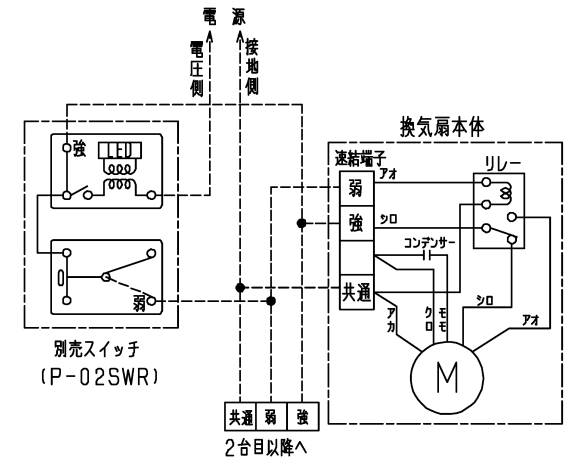 電 源
電圧側
接地側
強
LED
弱
別売スイッチ
(P-02SWR)
換気扇本体
速結端子
弱
強
共通
アオ
シロ
リレー
コンデンサー
アカ
クロ
モモ
シロ
アオ
M
共通 弱 強
2台目以降へ